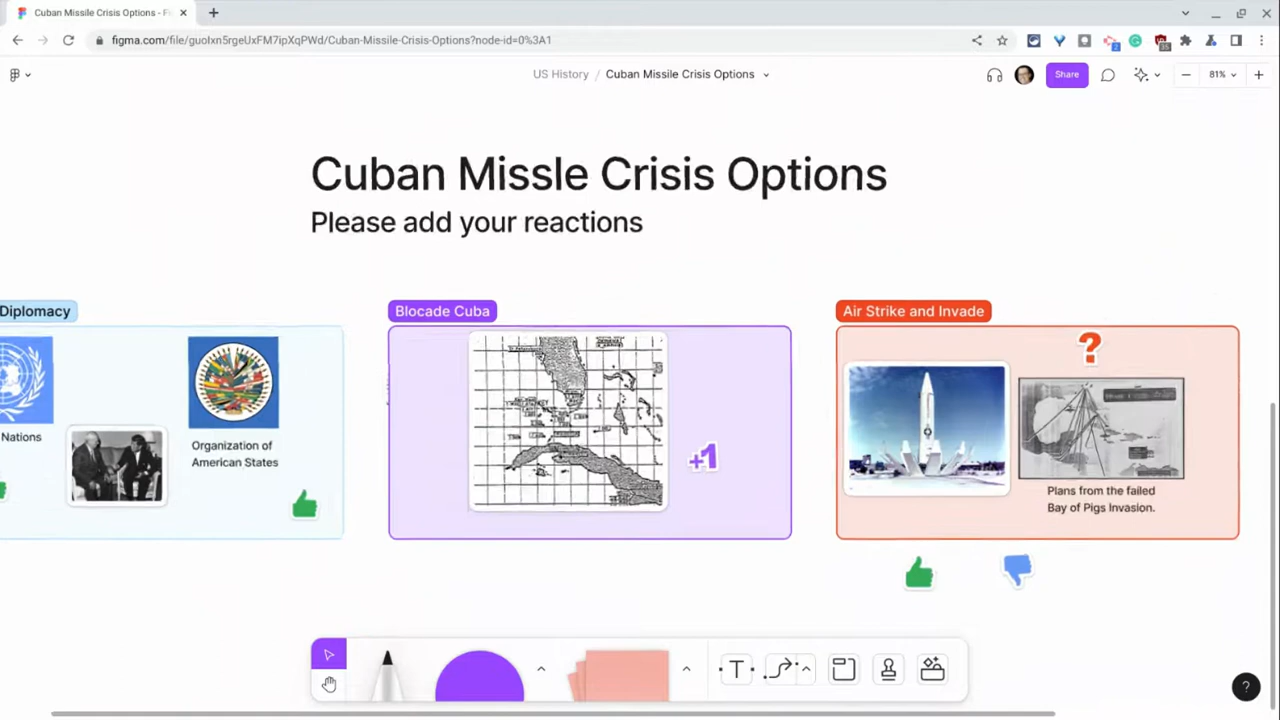 Cuban Missile Crisis Options - F
figma.com/file/guoIxn5rgeUxFM7ipXqPWd/Cuban-Missile-Crisis-Options?node-id=0%3A1
US History / Cuban Missile Crisis Options
Share
81%
Cuban Missle Crisis Options
Please add your reactions
Diplomacy
Blocade Cuba
Air Strike and Invade
?
Nations
Organization of
American States
+1
Plans from the failed
Bay of Pigs Invasion.
T
?